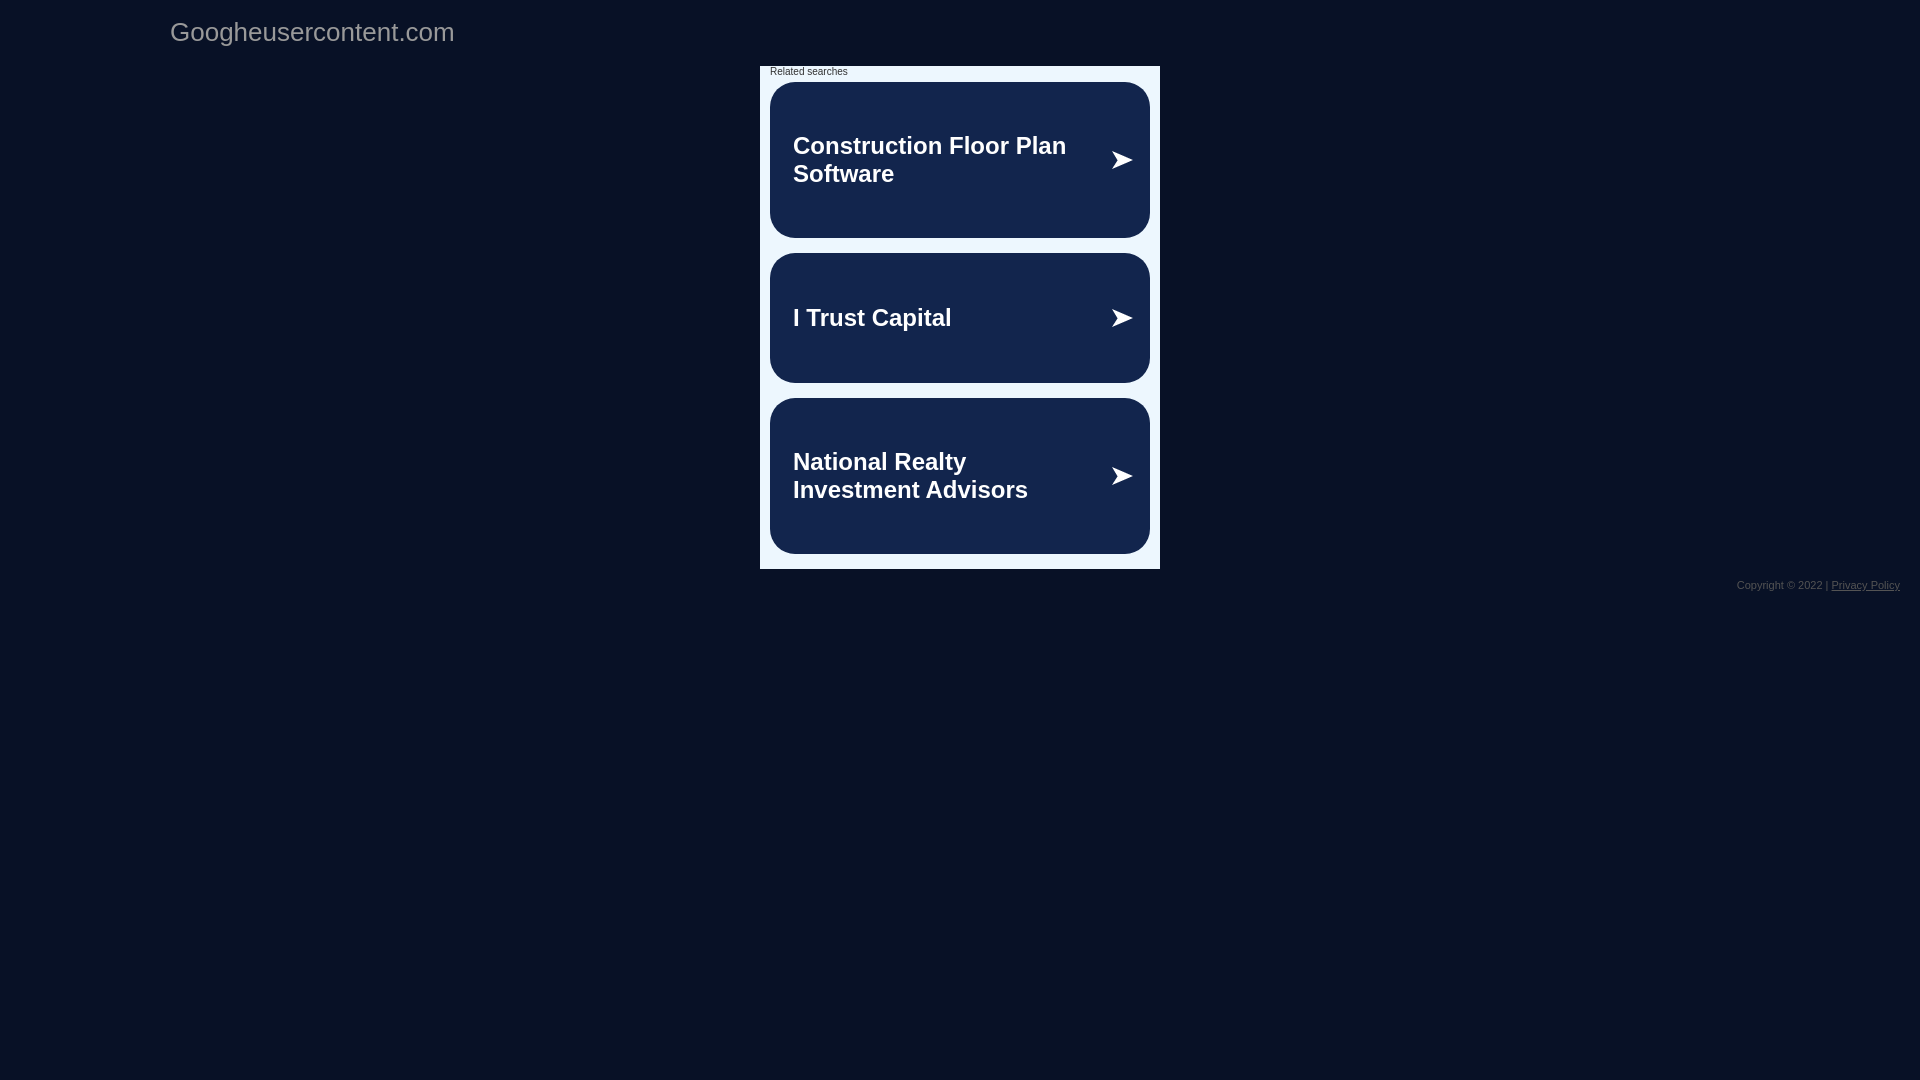 Googheusercontent.com
Related searches
Construction Floor Plan
Software
I Trust Capital
National Realty
Investment Advisors
Copyright © 2022 | Privacy Policy